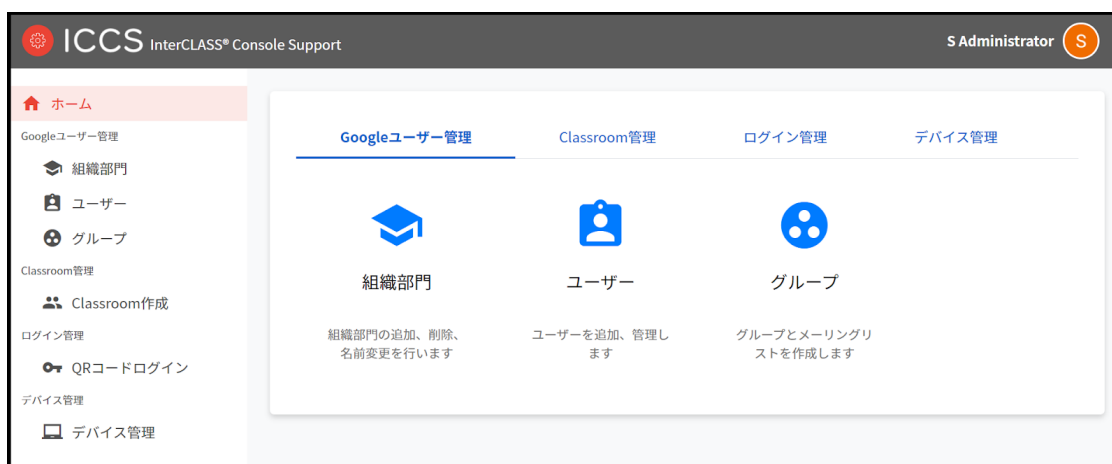 ICCS InterCLASS® Console Support
S Administrator S
ホーム
Googleユーザー管理
組織部門
ユーザー
グループ
Classroom管理
Classroom作成
ログイン管理
QRコードログイン
デバイス管理
デバイス管理
Googleユーザー管理 Classroom管理 ログイン管理 デバイス管理
組織部門
組織部門の追加、削除、
名前変更を行います
ユーザー
ユーザーを追加、管理し
ます
グループ
グループとメーリングリ
ストを作成します